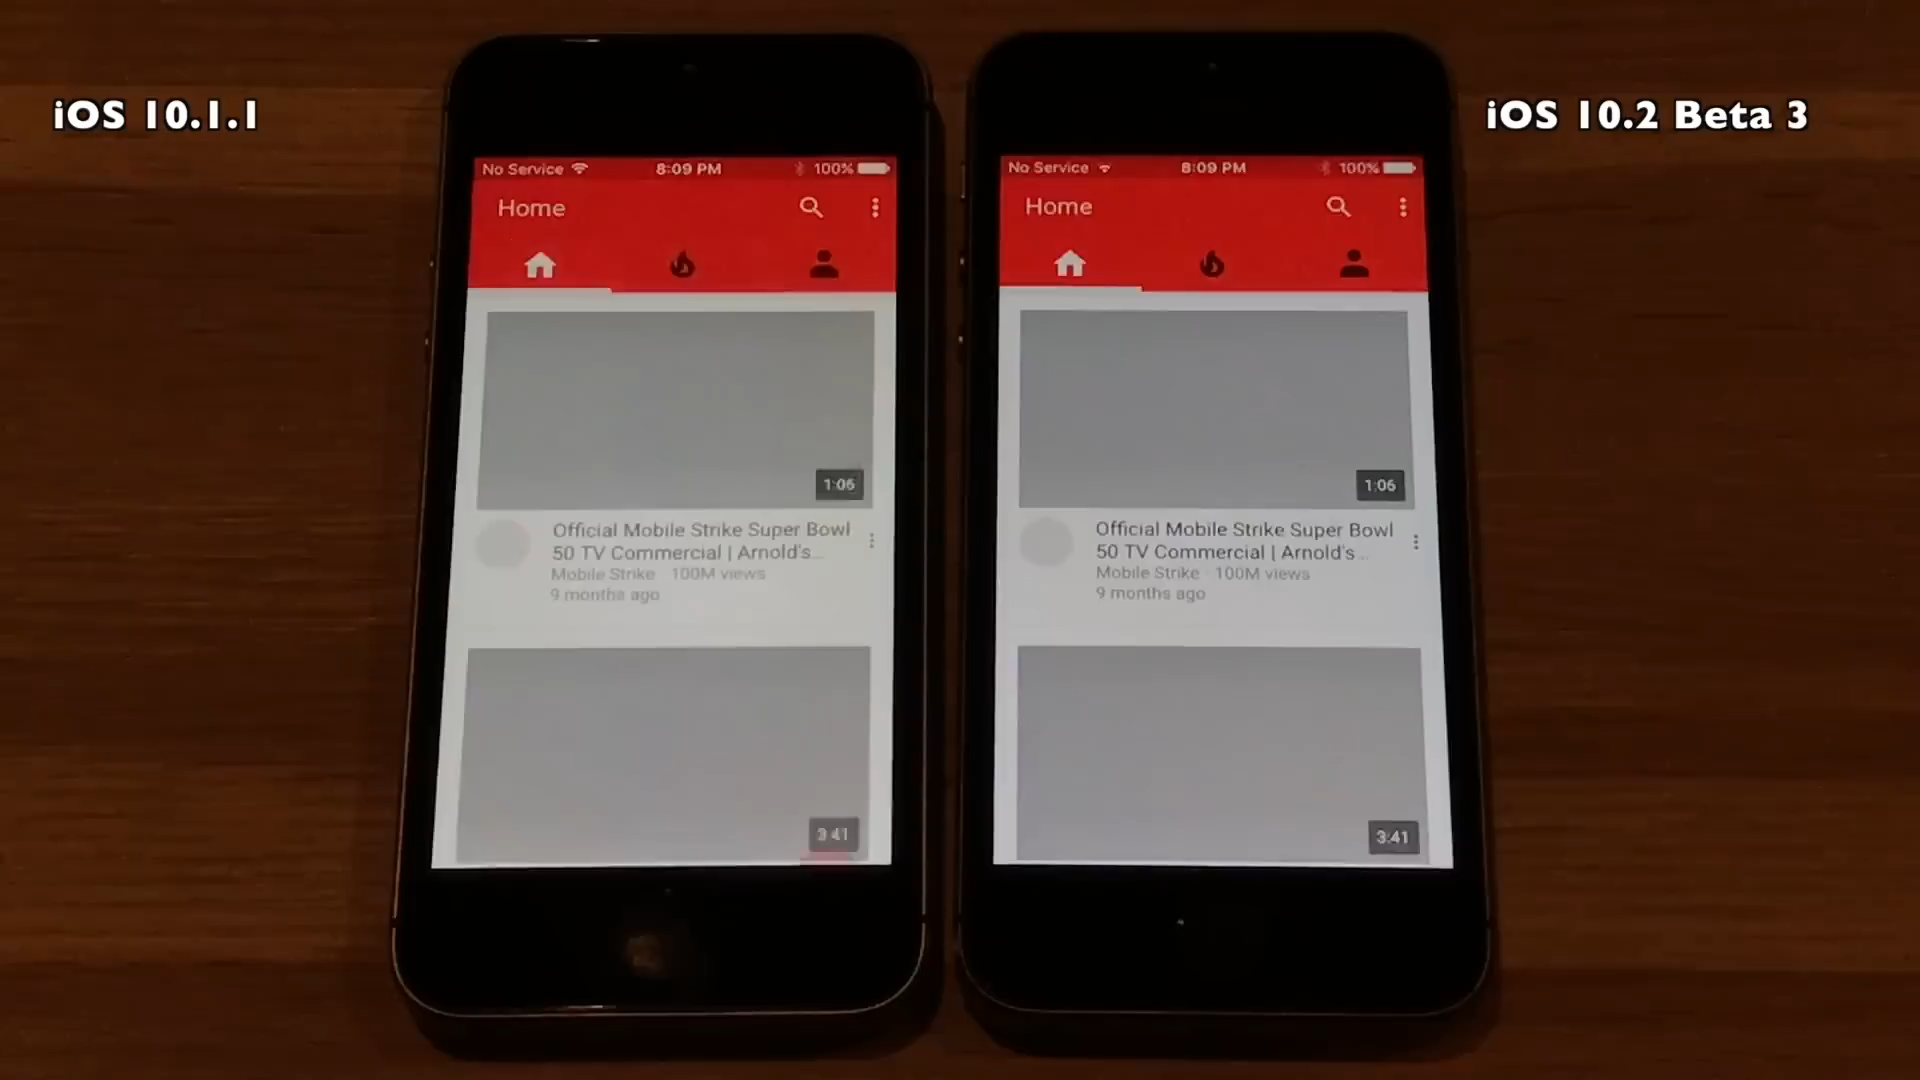 iOS 10.1.1
iOS 10.2 Beta 3
No Service 8:09 PM 100%
Home
1:06
Official Mobile Strike Super Bowl
50 TV Commercial | Arnold's...
Mobile Strike · 100M views
9 months ago
3:41
No Service 8:09 PM 100%
Home
1:06
Official Mobile Strike Super Bowl
50 TV Commercial | Arnold's...
Mobile Strike · 100M views
9 months ago
3:41